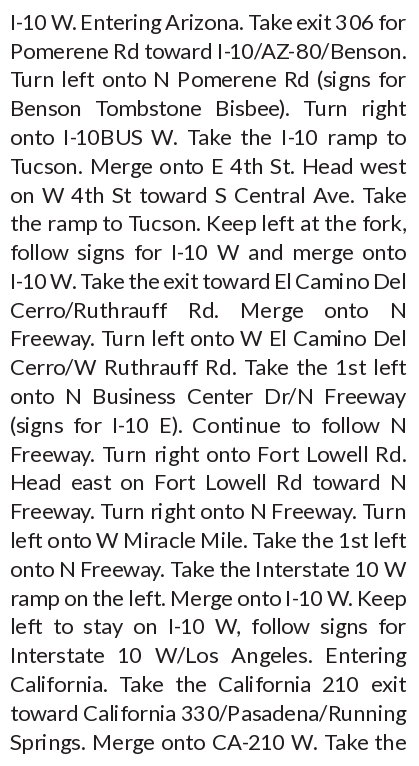 I-10 W. Entering Arizona. Take exit 306 for
Pomerene Rd toward I-10/AZ-80/Benson.
Turn left onto N Pomerene Rd (signs for
Benson Tombstone Bisbee). Turn right
onto I-10BUS W. Take the I-10 ramp to
Tucson. Merge onto E 4th St. Head west
on W 4th St toward S Central Ave. Take
the ramp to Tucson. Keep left at the fork,
follow signs for I-10 W and merge onto
I-10 W. Take the exit toward El Camino Del
Cerro/Ruthrauff Rd. Merge onto N
Freeway. Turn left onto W El Camino Del
Cerro/W Ruthrauff Rd. Take the 1st left
onto N Business Center Dr/N Freeway
(signs for I-10 E). Continue to follow N
Freeway. Turn right onto Fort Lowell Rd.
Head east on Fort Lowell Rd toward N
Freeway. Turn right onto N Freeway. Turn
left onto W Miracle Mile. Take the 1st left
onto N Freeway. Take the Interstate 10 W
ramp on the left. Merge onto I-10 W. Keep
left to stay on I-10 W, follow signs for
Interstate 10 W/Los Angeles. Entering
California. Take the California 210 exit
toward California 330/Pasadena/Running
Springs. Merge onto CA-210 W. Take the